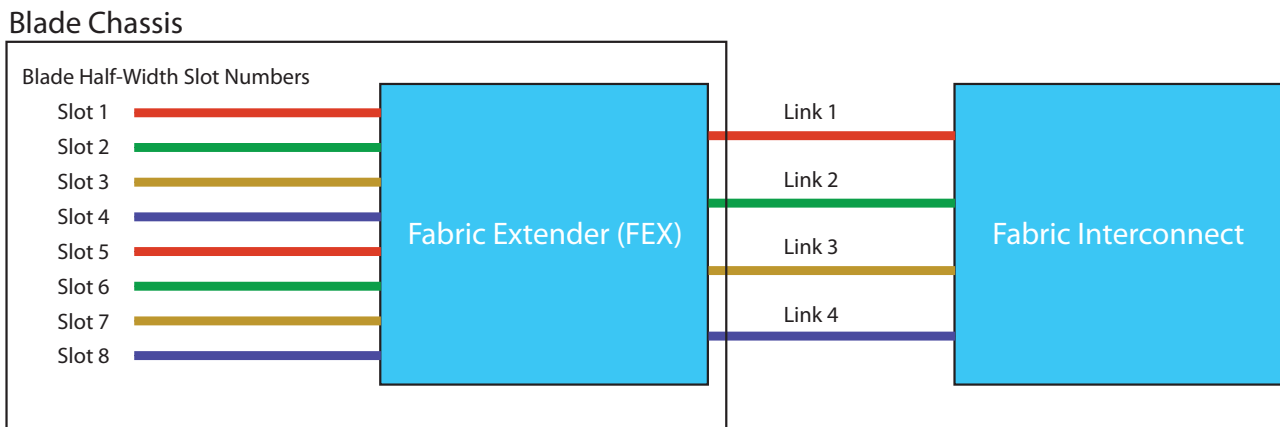 Blade Chassis
Blade Half-Width Slot Numbers
Slot 1
Slot 2
Slot 3
Slot 4
Slot 5
Slot 6
Slot 7
Slot 8
Fabric Extender (FEX)
Link 1
Link 2
Link 3
Link 4
Fabric Interconnect